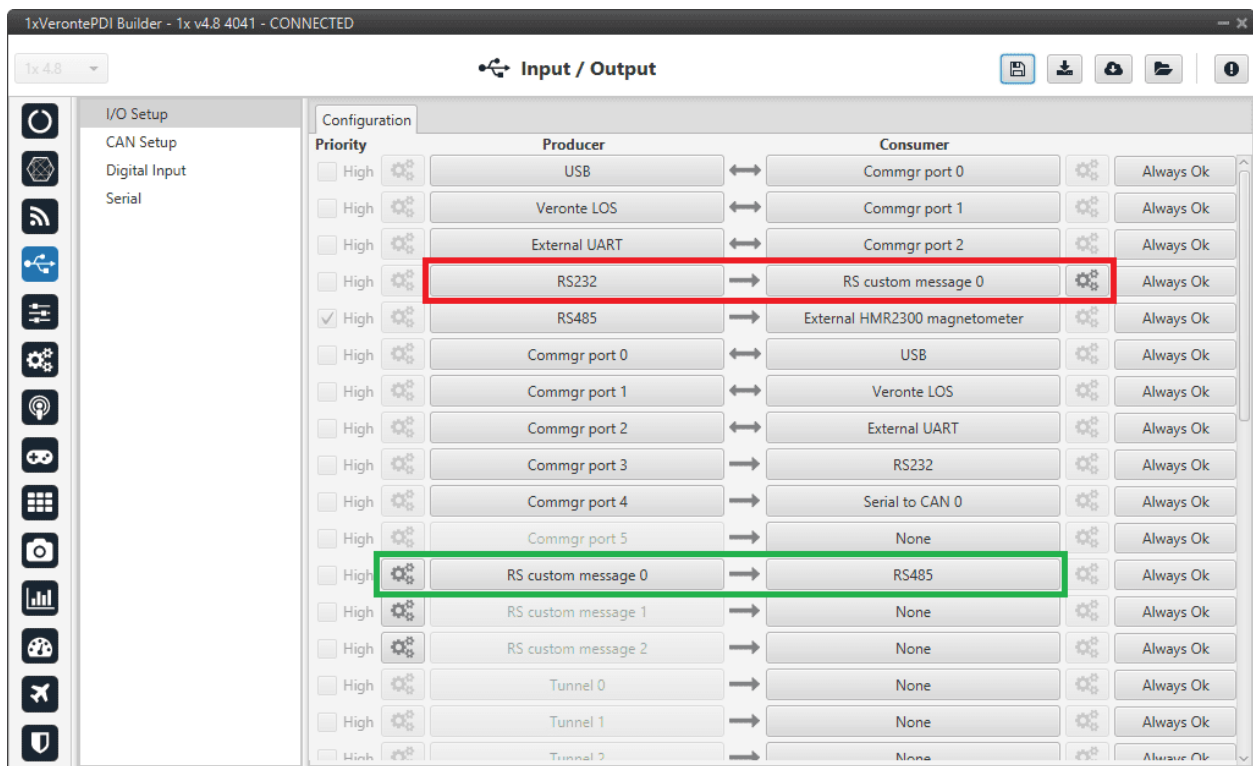 1xVerontePDI Builder - 1x v4.8 4041 - CONNECTED
1x 4.8
Input / Output
I/O Setup
CAN Setup
Digital Input
Serial
Configuration
Priority Producer Consumer
High USB Commgr port 0 Always Ok
High Veronte LOS Commgr port 1 Always Ok
High External UART Commgr port 2 Always Ok
High RS232 RS custom message 0 Always Ok
High RS485 External HMR2300 magnetometer Always Ok
High Commgr port 0 USB Always Ok
High Commgr port 1 Veronte LOS Always Ok
High Commgr port 2 External UART Always Ok
High Commgr port 3 RS232 Always Ok
High Commgr port 4 Serial to CAN 0 Always Ok
High Commgr port 5 None Always Ok
High RS custom message 0 RS485 Always Ok
High RS custom message 1 None Always Ok
High RS custom message 2 None Always Ok
High Tunnel 0 None Always Ok
High Tunnel 1 None Always Ok
High Tunnel 2 None Always Ok